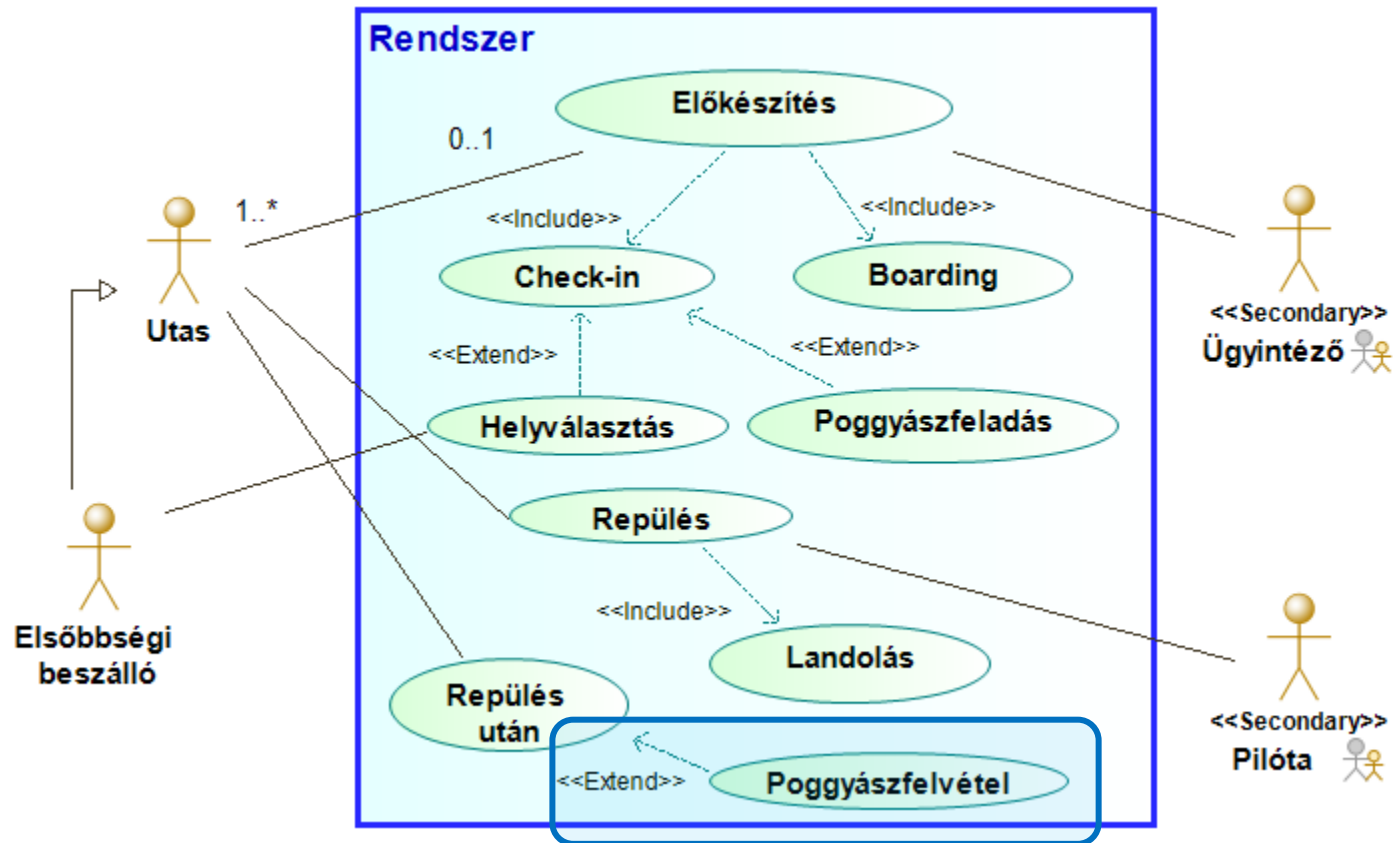 Rendszer
Előkészítés
0..1
1..*
<<Include>>
<<Include>>
Check-in
Boarding
Utas
<<Secondary>>
Ügyintéző
<<Extend>>
<<Extend>>
Helyválasztás
Poggyászfeladás
Repülés
<<Include>>
Elsőbbségi
beszálló
Landolás
Repülés
után
<<Secondary>>
Pilóta
<<Extend>>
Poggyászfelvétel